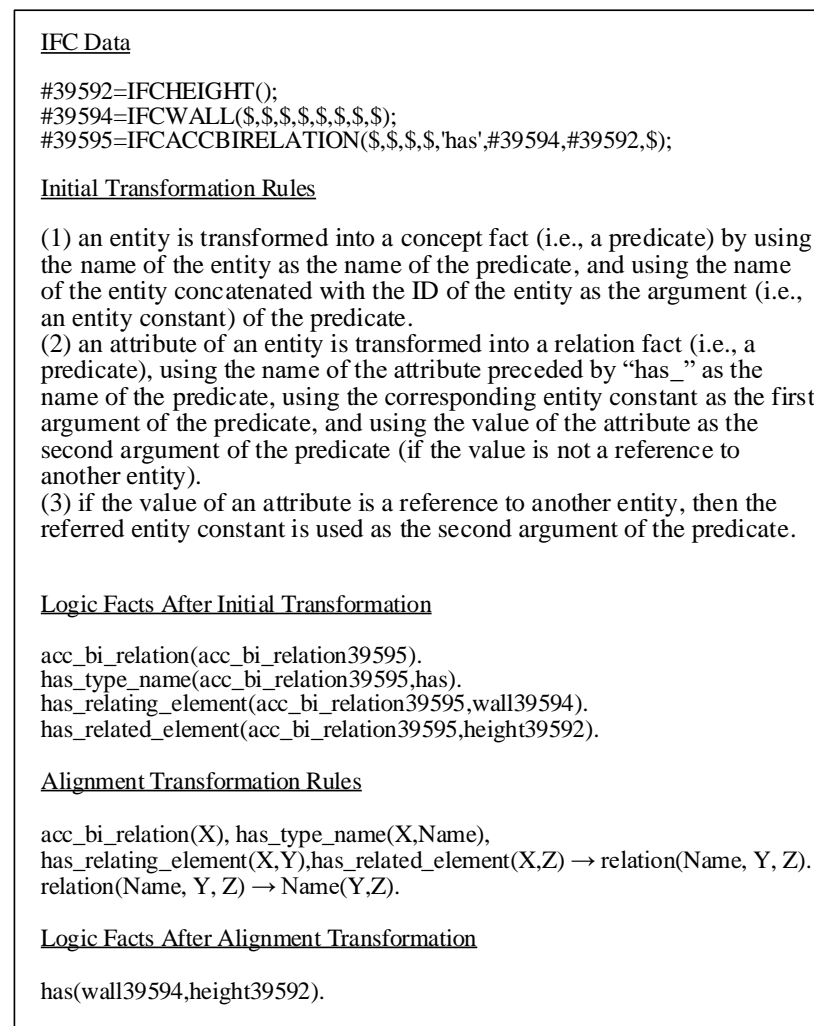 IFC Data
#39592=IFCHEIGHT();
#39594=IFCWALL($,$,$,$,$,$,$,$,$);
#39595=IFCACCBIRELATION($,$,$,$,'has',#39594,#39592,$);
Initial Transformation Rules
(1) an entity is transformed into a concept fact (i.e., a predicate) by using
the name of the entity as the name of the predicate, and using the name
of the entity concatenated with the ID of the entity as the argument (i.e.,
an entity constant) of the predicate.
(2) an attribute of an entity is transformed into a relation fact (i.e., a
predicate), using the name of the attribute preceded by “has_” as the
name of the predicate, using the corresponding entity constant as the first
argument of the predicate, and using the value of the attribute as the
second argument of the predicate (if the value is not a reference to
another entity).
(3) if the value of an attribute is a reference to another entity, then the
referred entity constant is used as the second argument of the predicate.
Logic Facts After Initial Transformation
acc_bi_relation(acc_bi_relation39595).
has_type_name(acc_bi_relation39595,has).
has_relating_element(acc_bi_relation39595,wall39594).
has_related_element(acc_bi_relation39595,height39592).
Alignment Transformation Rules
acc_bi_relation(X), has_type_name(X,Name),
has_relating_element(X,Y),has_related_element(X,Z) → relation(Name, Y, Z).
relation(Name, Y, Z) → Name(Y,Z).
Logic Facts After Alignment Transformation
has(wall39594,height39592).